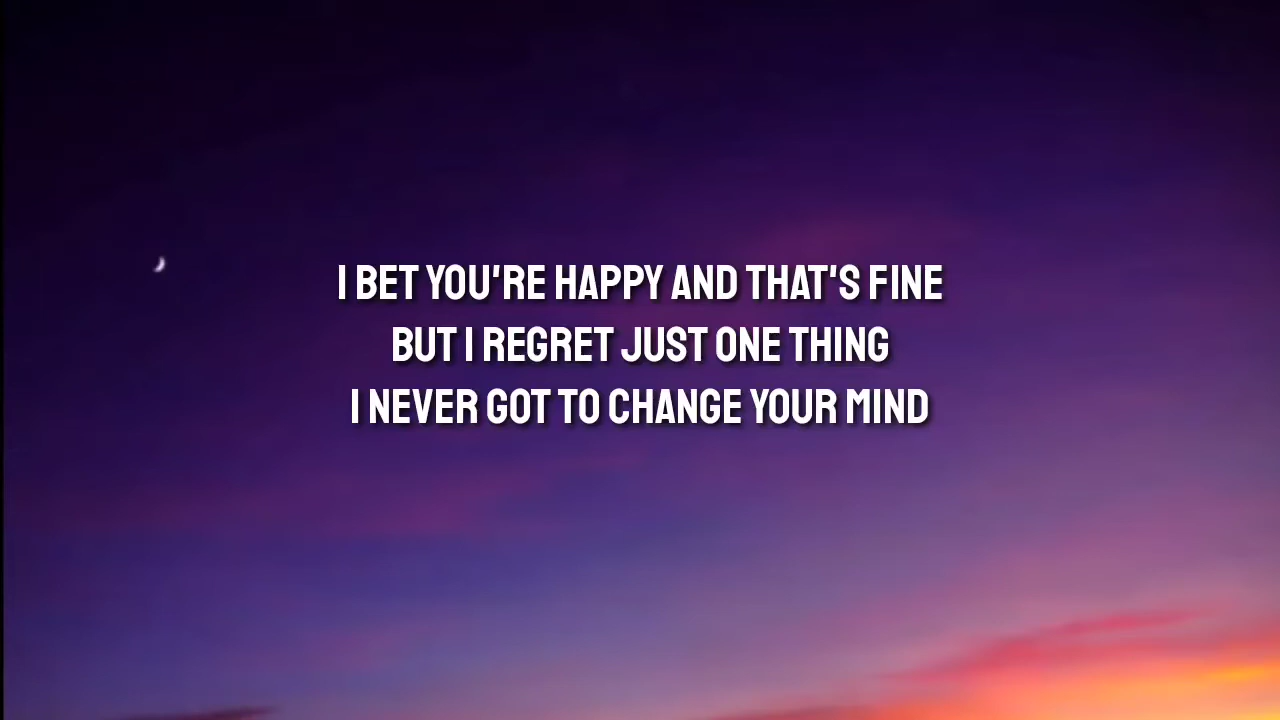 I BET YOU'RE HAPPY AND THAT'S FINE
BUT I REGRET JUST ONE THING
I NEVER GOT TO CHANGE YOUR MIND